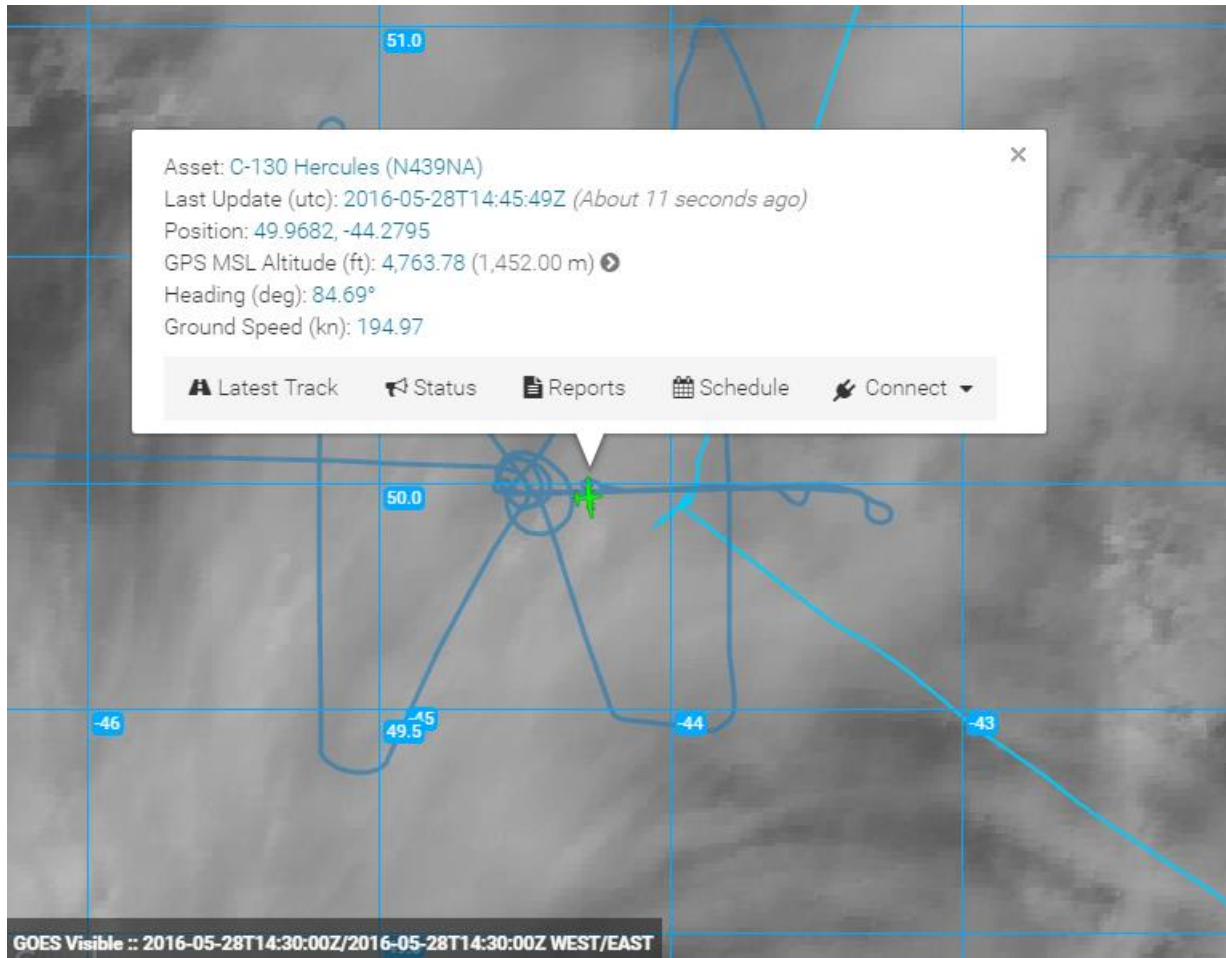 51.0
×
Asset: C-130 Hercules (N439NA)
Last Update (utc): 2016-05-28T14:45:49Z (About 11 seconds ago)
Position: 49.9682, -44.2795
GPS MSL Altitude (ft): 4,763.78 (1,452.00 m)
Heading (deg): 84.69°
Ground Speed (kn): 194.97
Latest Track Status Reports Schedule Connect
50.0
-46 -45 -44 -43
49.5
GOES Visible :: 2016-05-28T14:30:00Z/2016-05-28T14:30:00Z WEST/EAST